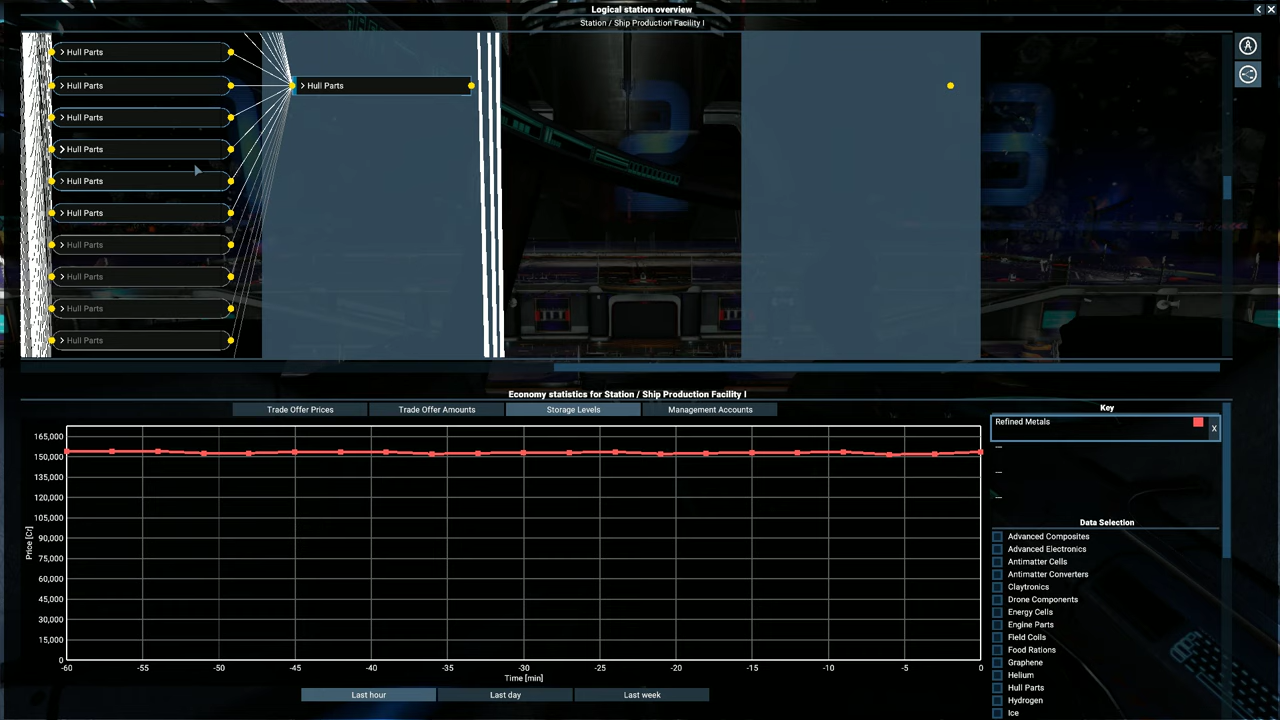 Logical station overview
Station / Ship Production Facility I
Hull Parts
Hull Parts
Hull Parts
Hull Parts
Hull Parts
Hull Parts
Hull Parts
Hull Parts
Hull Parts
Hull Parts
Hull Parts
Economy statistics for Station / Ship Production Facility I
Trade Offer Prices
Trade Offer Amounts
Storage Levels
Management Accounts
Price [Cr]
165,000
150,000
135,000
120,000
105,000
90,000
75,000
60,000
45,000
30,000
15,000
0
-60
-55
-50
-45
-40
-35
-30
-25
-20
-15
-10
-5
0
Time [min]
Last hour
Last day
Last week
Key
Refined Metals
X
---
---
---
Data Selection
Advanced Composites
Advanced Electronics
Antimatter Cells
Antimatter Converters
Claytronics
Drone Components
Energy Cells
Engine Parts
Field Coils
Food Rations
Graphene
Helium
Hull Parts
Hydrogen
Ice